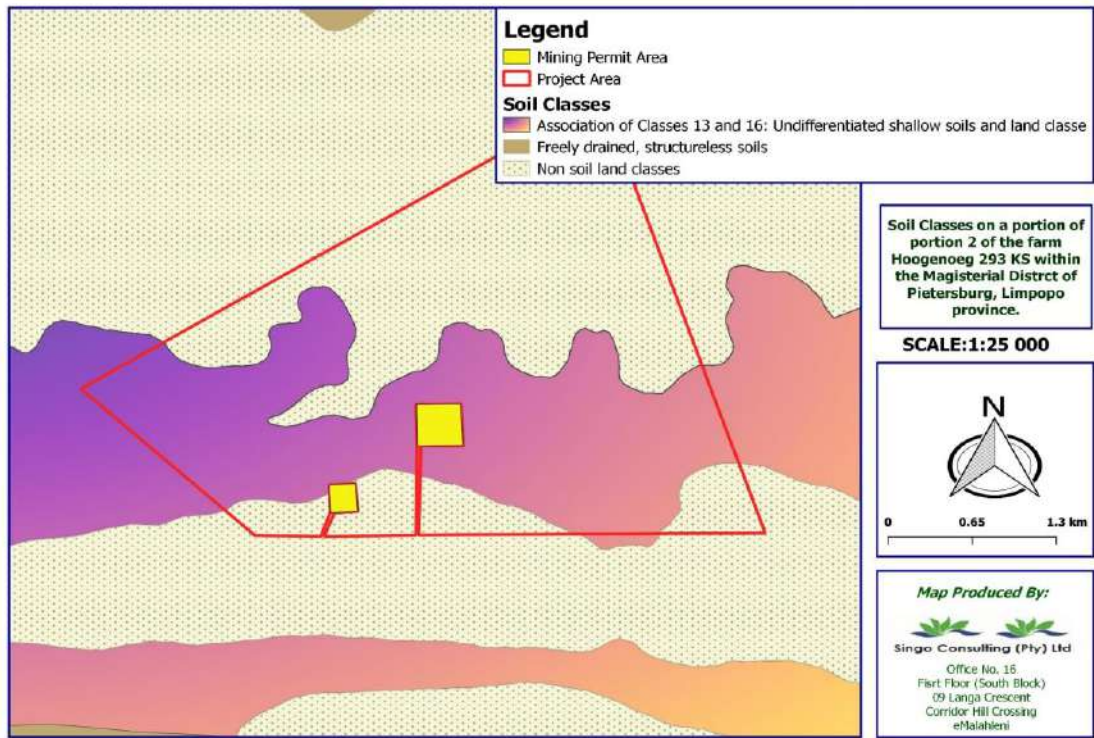 Legend
Mining Permit Area
Project Area
Soil Classes
Association of Classes 13 and 16: Undifferentiated shallow soils and land classe
Freely drained, structureless soils
Non soil land classes
Soil Classes on a portion of
portion 2 of the farm
Hoogenoeg 293 KS within
the Magisterial Distrct of
Pietersburg, Limpopo
province.
SCALE:1:25 000
N
0 0.65 1.3 km
Map Produced By:
Singo Consulting (Pty) Ltd
Office No. 16
Fisrt Floor (South Block)
09 Langa Crescent
Corridor Hill Crossing
eMalahleni